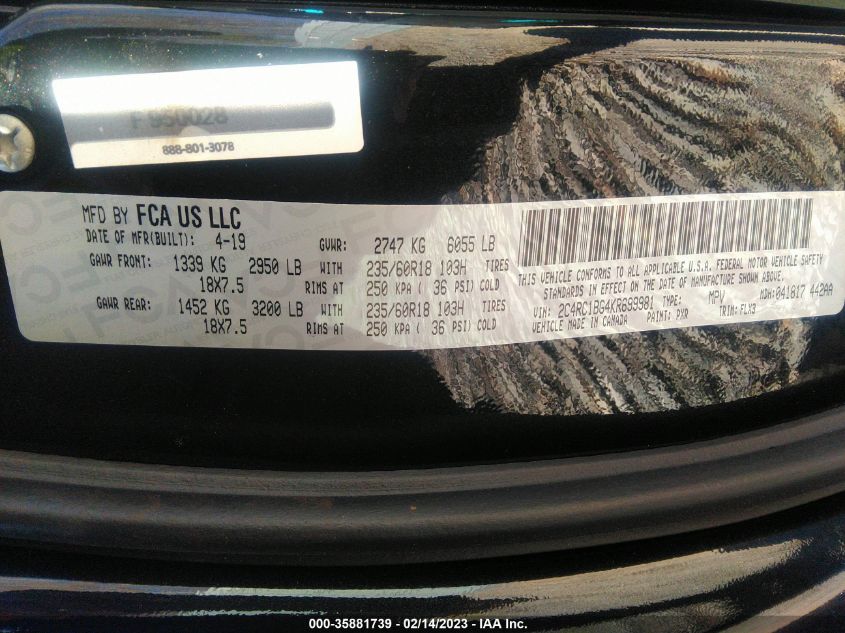 F950028
888-801-3078
MFD BY FCA US LLC
DATE OF MFR(BUILT): 4-19 GVWR: 2747 KG 6055 LB
GAWR FRONT: 1339 KG 2950 LB WITH 235/60R18 103H TIRES
18X7.5 RIMS AT 250 KPA ( 36 PSI) COLD
GAWR REAR: 1452 KG 3200 LB WITH 235/60R18 103H TIRES
18X7.5 RIMS AT 250 KPA ( 36 PSI) COLD
THIS VEHICLE CONFORMS TO ALL APPLICABLE U.S.A. FEDERAL MOTOR VEHICLE SAFETY
STANDARDS IN EFFECT ON THE DATE OF MANUFACTURE SHOWN ABOVE
VIN: 2C4RC1BG4KR699981 TYPE: MPV MDH: 041817 442AA
VEHICLE MADE IN CANADA PAINT: PXR TRIM: FLX3
000-35881739 - 02/14/2023 - IAA Inc.